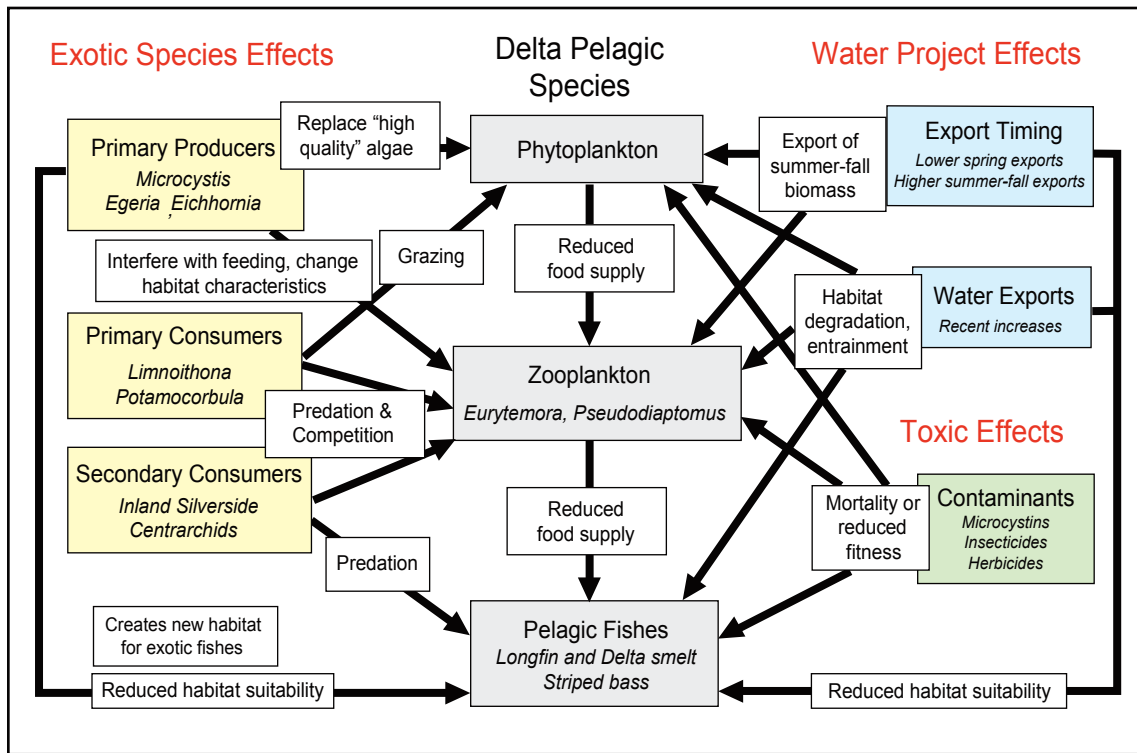 Exotic Species Effects
Delta Pelagic
Species
Water Project Effects
Primary Producers
Microcystis
Egeria, Eichhornia
Replace “high
quality” algae
Phytoplankton
Export of
summer-fall
biomass
Export Timing
Lower spring exports
Higher summer-fall exports
Interfere with feeding, change
habitat characteristics
Grazing
Reduced
food supply
Habitat
degradation,
entrainment
Water Exports
Recent increases
Primary Consumers
Limnoithona
Potamocorbula
Predation &
Competition
Zooplankton
Eurytemora, Pseudodiaptomus
Toxic Effects
Secondary Consumers
Inland Silverside
Centrarchids
Predation
Reduced
food supply
Mortality or
reduced
fitness
Contaminants
Microcystins
Insecticides
Herbicides
Creates new habitat
for exotic fishes
Reduced habitat suitability
Pelagic Fishes
Longfin and Delta smelt
Striped bass
Reduced habitat suitability